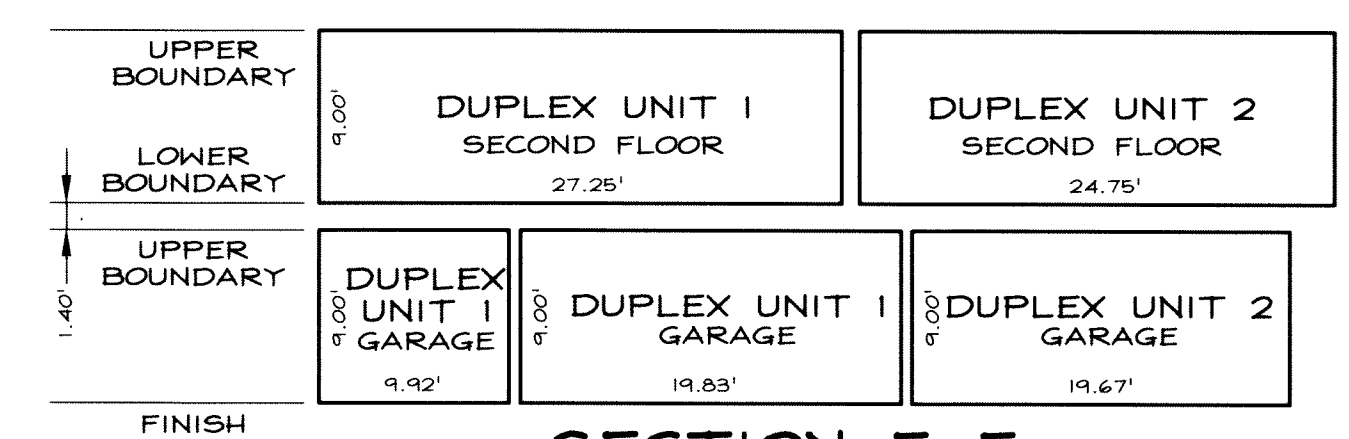 UPPER
BOUNDARY
LOWER
BOUNDARY
9.00'
DUPLEX UNIT 1
SECOND FLOOR
27.25'
DUPLEX UNIT 2
SECOND FLOOR
24.75'
UPPER
BOUNDARY
1.40'
FINISH
9.00'
DUPLEX
UNIT 1
GARAGE
9.92'
9.00'
DUPLEX UNIT 1
GARAGE
19.83'
9.00'
DUPLEX UNIT 2
GARAGE
19.67'